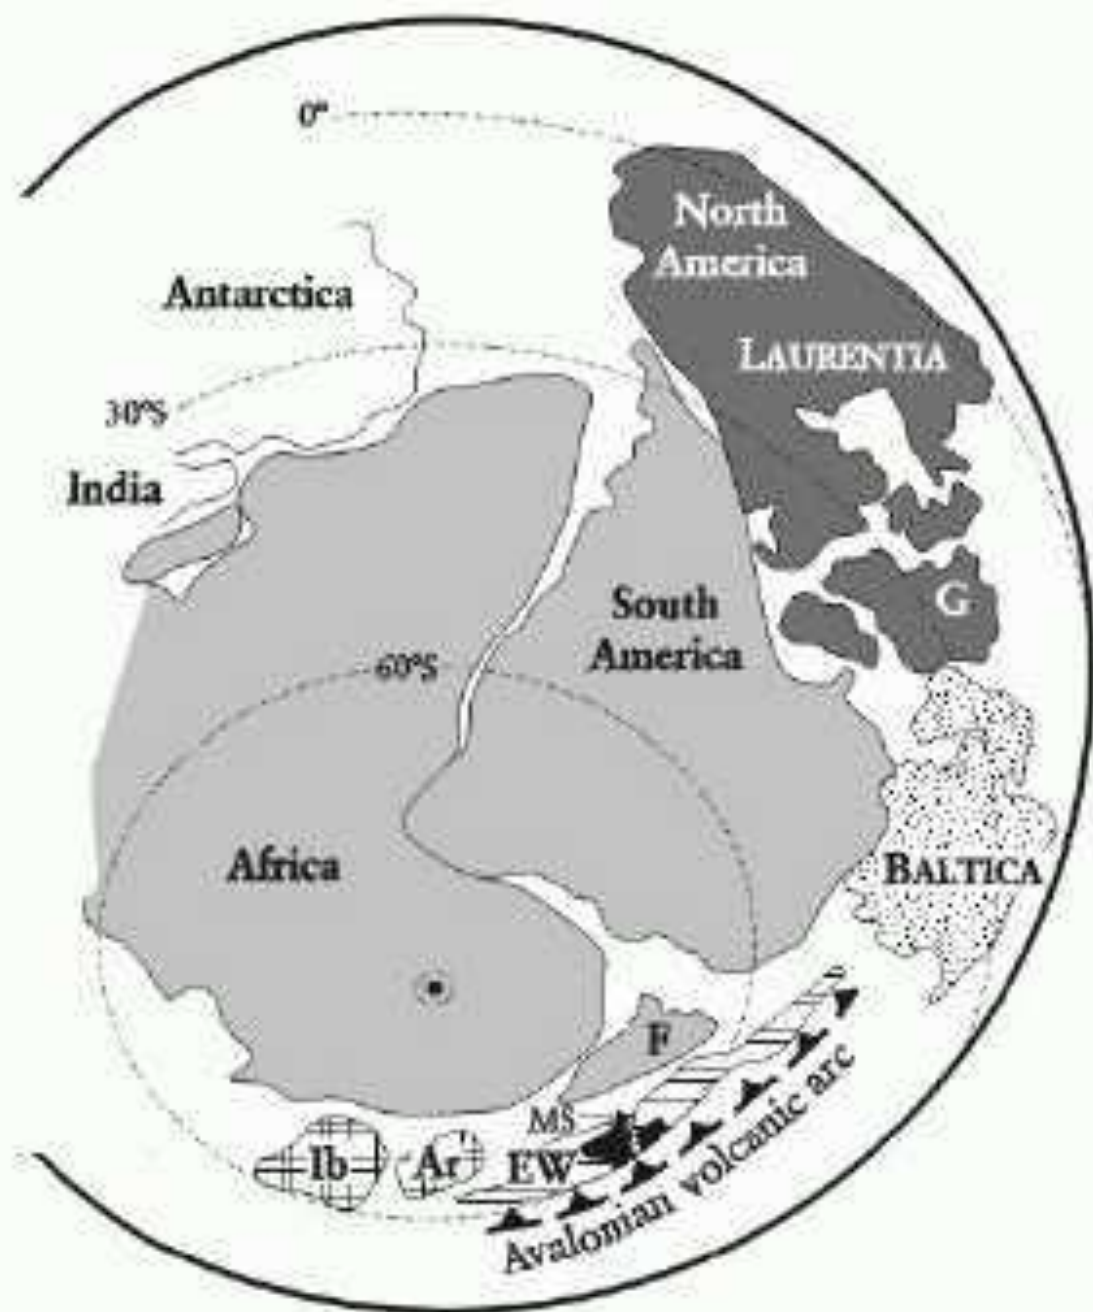 0°
North
America
Antarctica
LAURENTIA
30°S
India
G
South
America
60°S
Africa
BALTICA
F
MS
Ib
Ar
EW
Avalonian volcanic arc